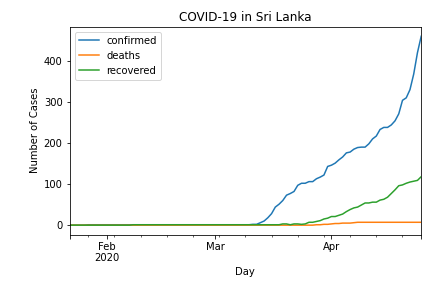 COVID-19 in Sri Lanka
confirmed
deaths
recovered
Number of Cases
400
300
200
100
0
Feb
2020
Mar
Apr
Day